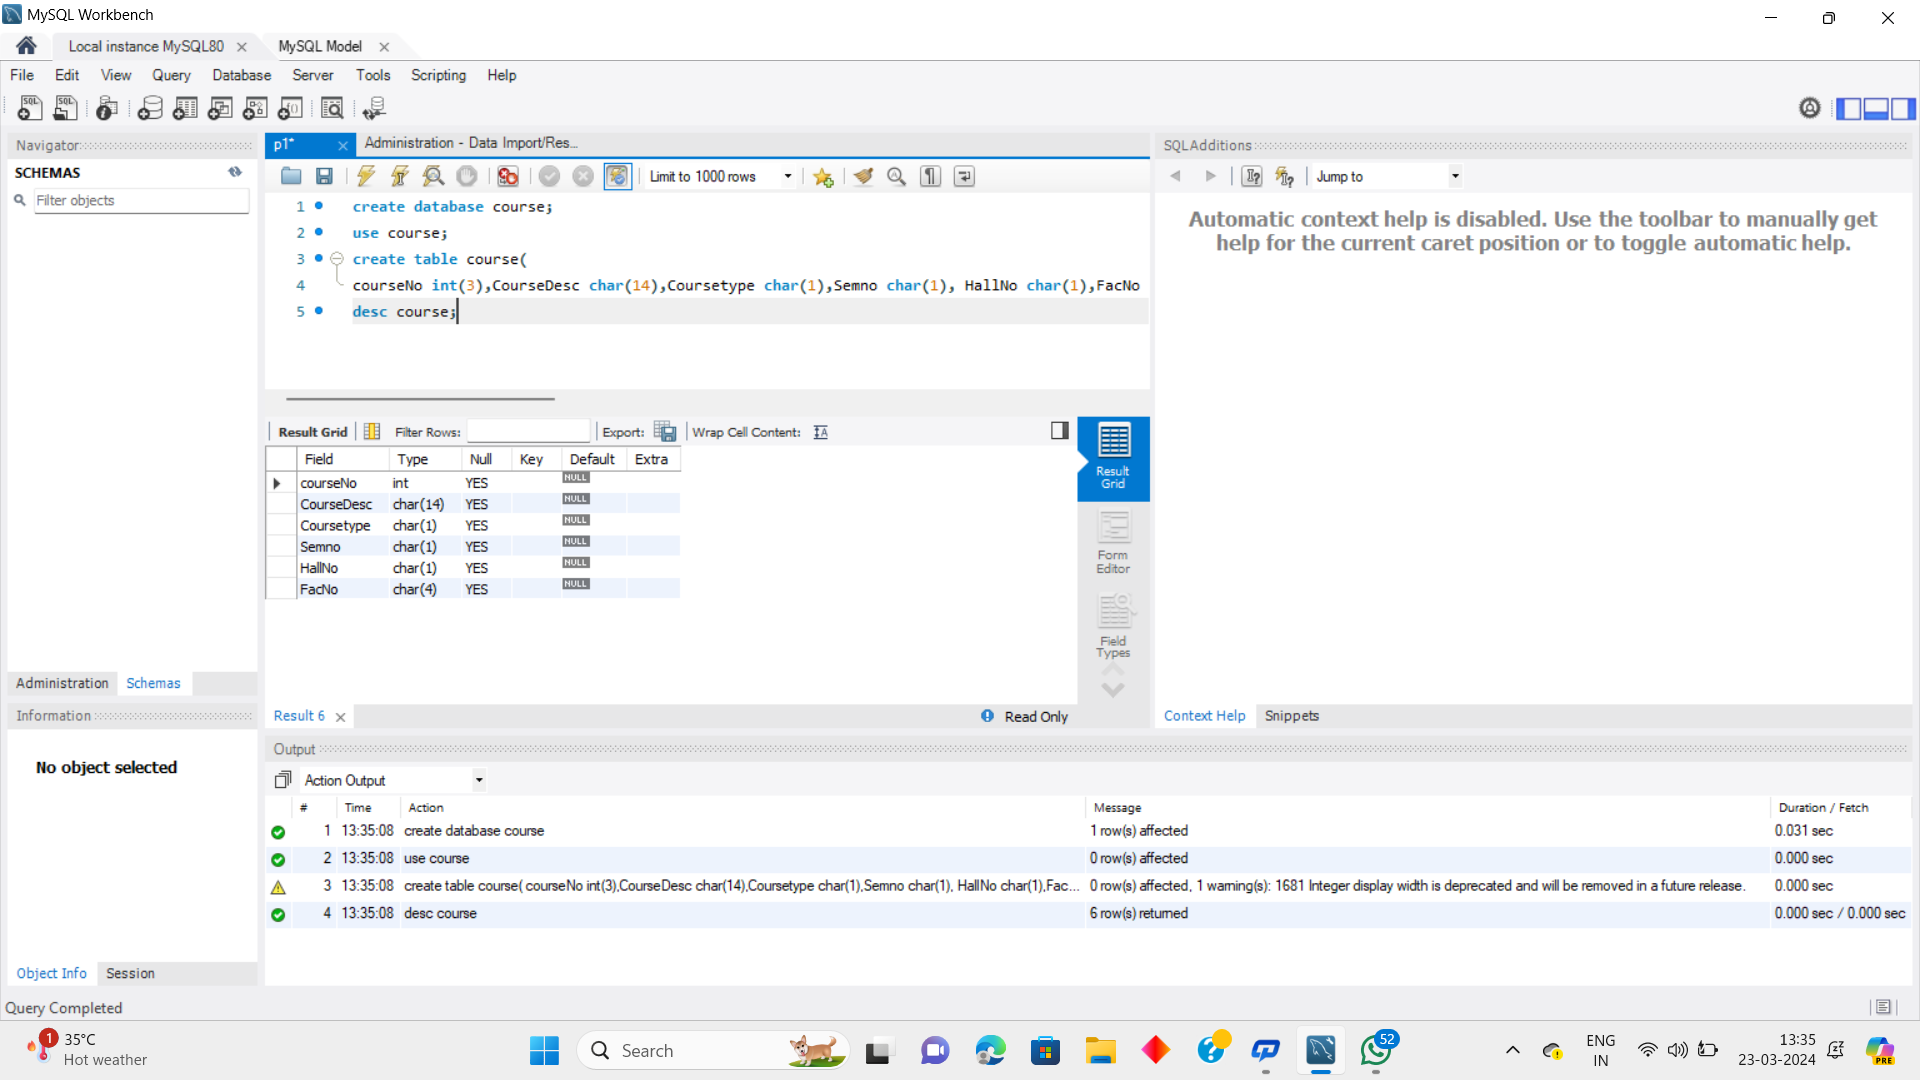 MySQL Workbench
Local instance MySQL80
MySQL Model
File Edit View Query Database Server Tools Scripting Help
Navigator
SCHEMAS
Filter objects
Administration Schemas
Information
No object selected
Object Info Session
p1*
Administration - Data Import/Res...
Limit to 1000 rows
1 create database course;
2 use course;
3 create table course(
4 courseNo int(3),CourseDesc char(14),Coursetype char(1),Semno char(1), HallNo char(1),FacNo
5 desc course;
Result Grid Filter Rows: Export: Wrap Cell Content:
Field Type Null Key Default Extra
courseNo int YES NULL
CourseDesc char(14) YES NULL
Coursetype char(1) YES NULL
Semno char(1) YES NULL
HallNo char(1) YES NULL
FacNo char(4) YES NULL
Result
Grid
Form
Editor
Field
Types
Result 6
Read Only
SQLAdditions
Jump to
Automatic context help is disabled. Use the toolbar to manually get
help for the current caret position or to toggle automatic help.
Context Help Snippets
Output
Action Output
# Time Action Message Duration / Fetch
1 13:35:08 create database course 1 row(s) affected 0.031 sec
2 13:35:08 use course 0 row(s) affected 0.000 sec
3 13:35:08 create table course( courseNo int(3),CourseDesc char(14),Coursetype char(1),Semno char(1), HallNo char(1),Fac... 0 row(s) affected, 1 warning(s): 1681 Integer display width is deprecated and will be removed in a future release. 0.000 sec
4 13:35:08 desc course 6 row(s) returned 0.000 sec / 0.000 sec
Query Completed
1
35°C
Hot weather
Search
52
ENG
IN
13:35
23-03-2024
PRE